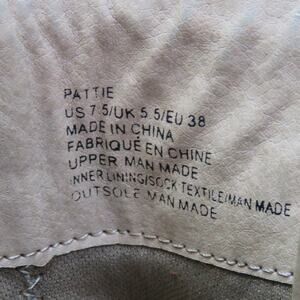 PATTIE
US 7.5/UK 5.5/EU 38
MADE IN CHINA
FABRIQUÉ EN CHINE
UPPER MAN MADE
INNER LINING/SOCK TEXTILE/MAN MADE
OUTSOLE MAN MADE